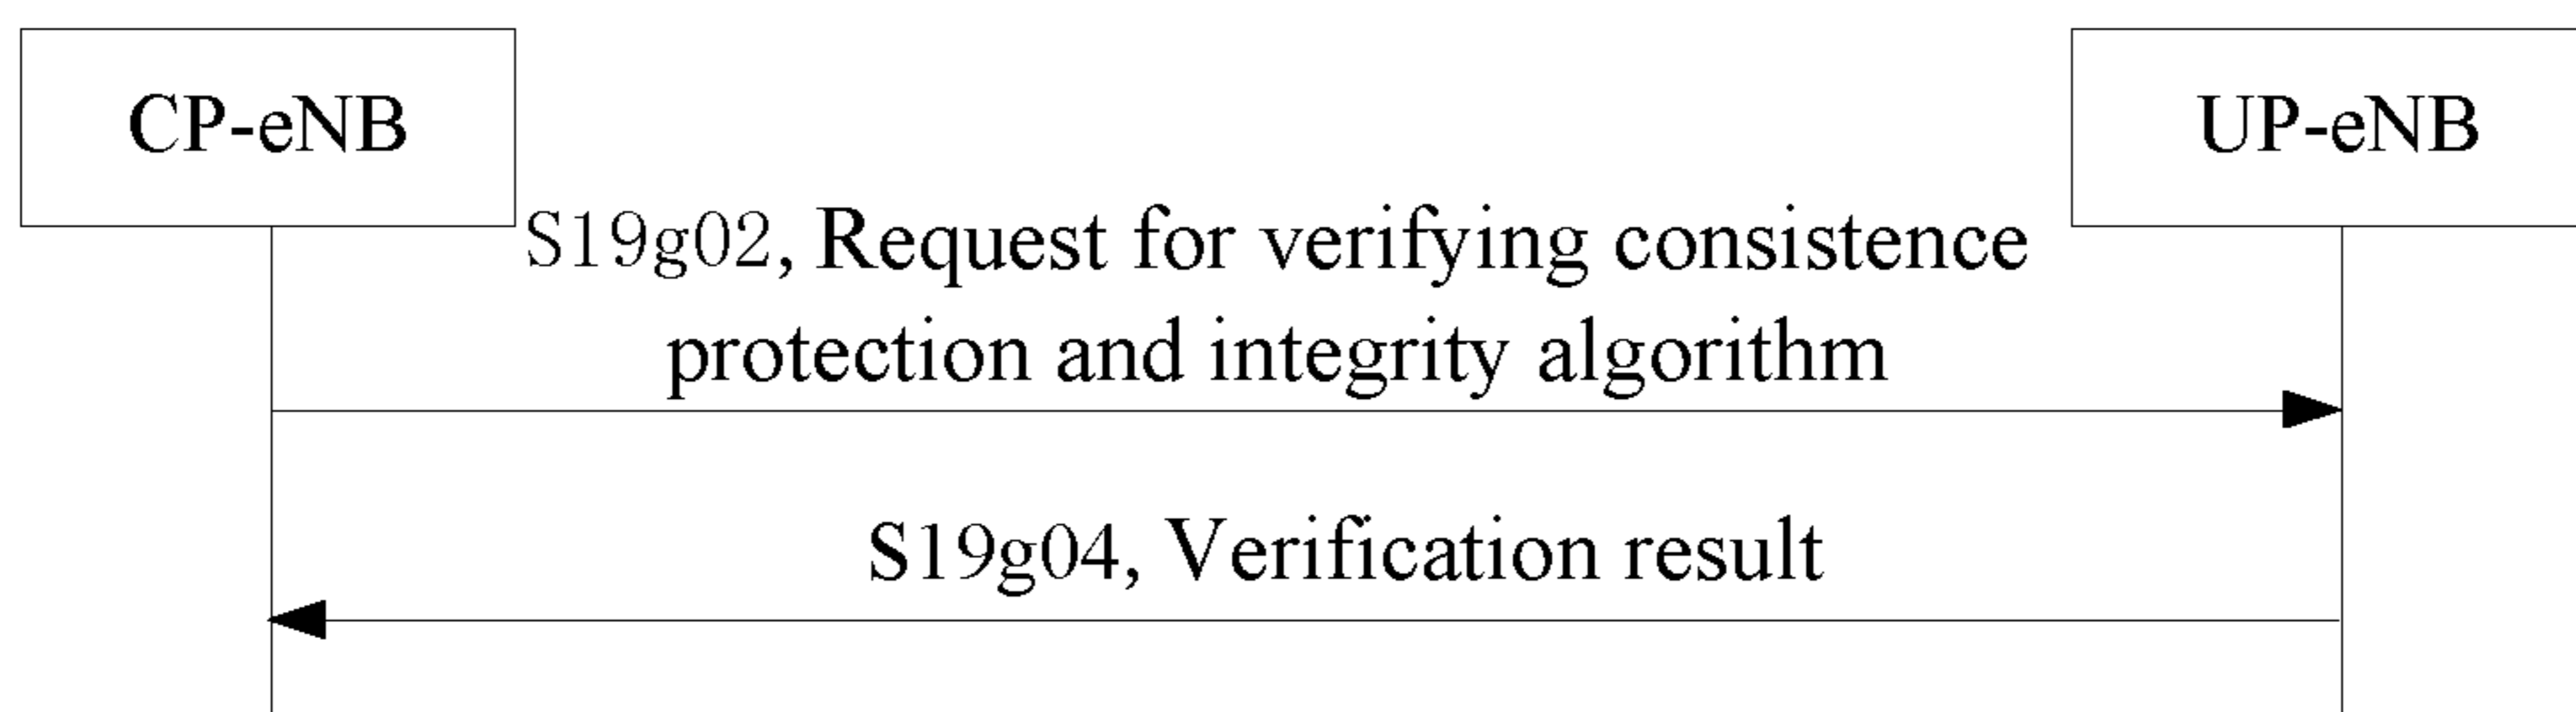 CP-eNB
UP-eNB
S19g02, Request for verifying consistence
protection and integrity algorithm
S19g04, Verification result